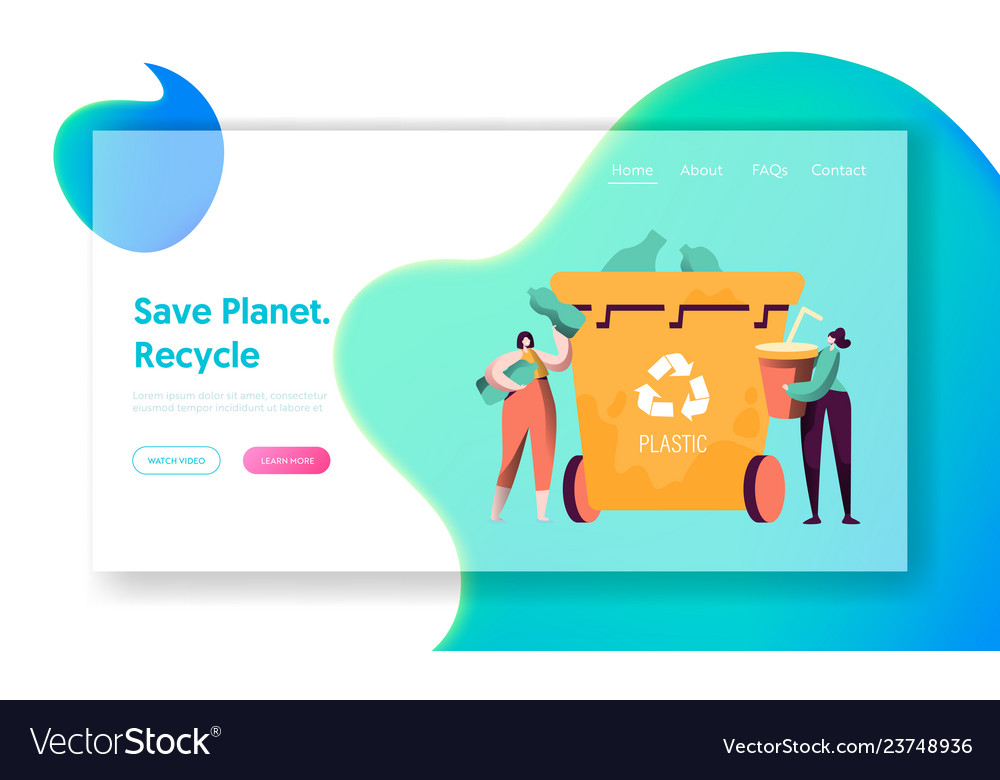 Home About FAQs Contact
Save Planet.
Recycle
Lorem ipsum dolor sit amet, consectetur
eiusmod tempor incididunt ut labore et
WATCH VIDEO LEARN MORE
PLASTIC
VectorStock®
VectorStock.com/23748936